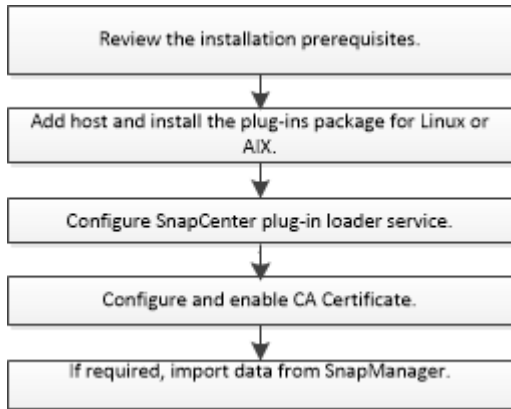 Review the installation prerequisites.
Add host and install the plug-ins package for Linux or
AIX.
Configure SnapCenter plug-in loader service.
Configure and enable CA Certificate.
If required, import data from SnapManager.